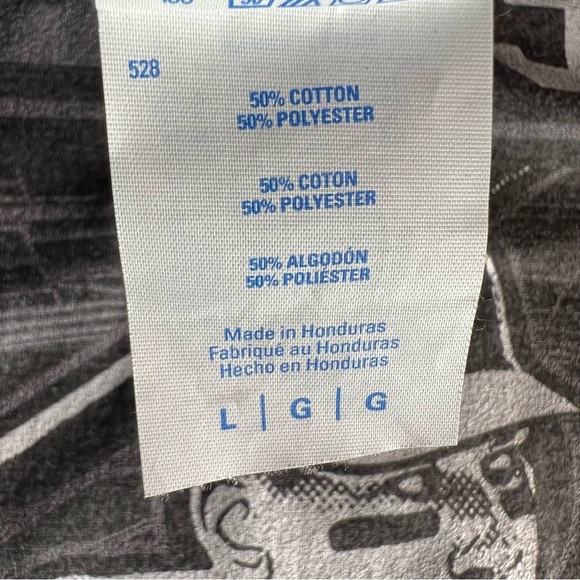 528
50% COTTON
50% POLYESTER
50% COTON
50% POLYESTER
50% ALGODÓN
50% POLIÉSTER
Made in Honduras
Fabriqué au Honduras
Hecho en Honduras
L | G | G